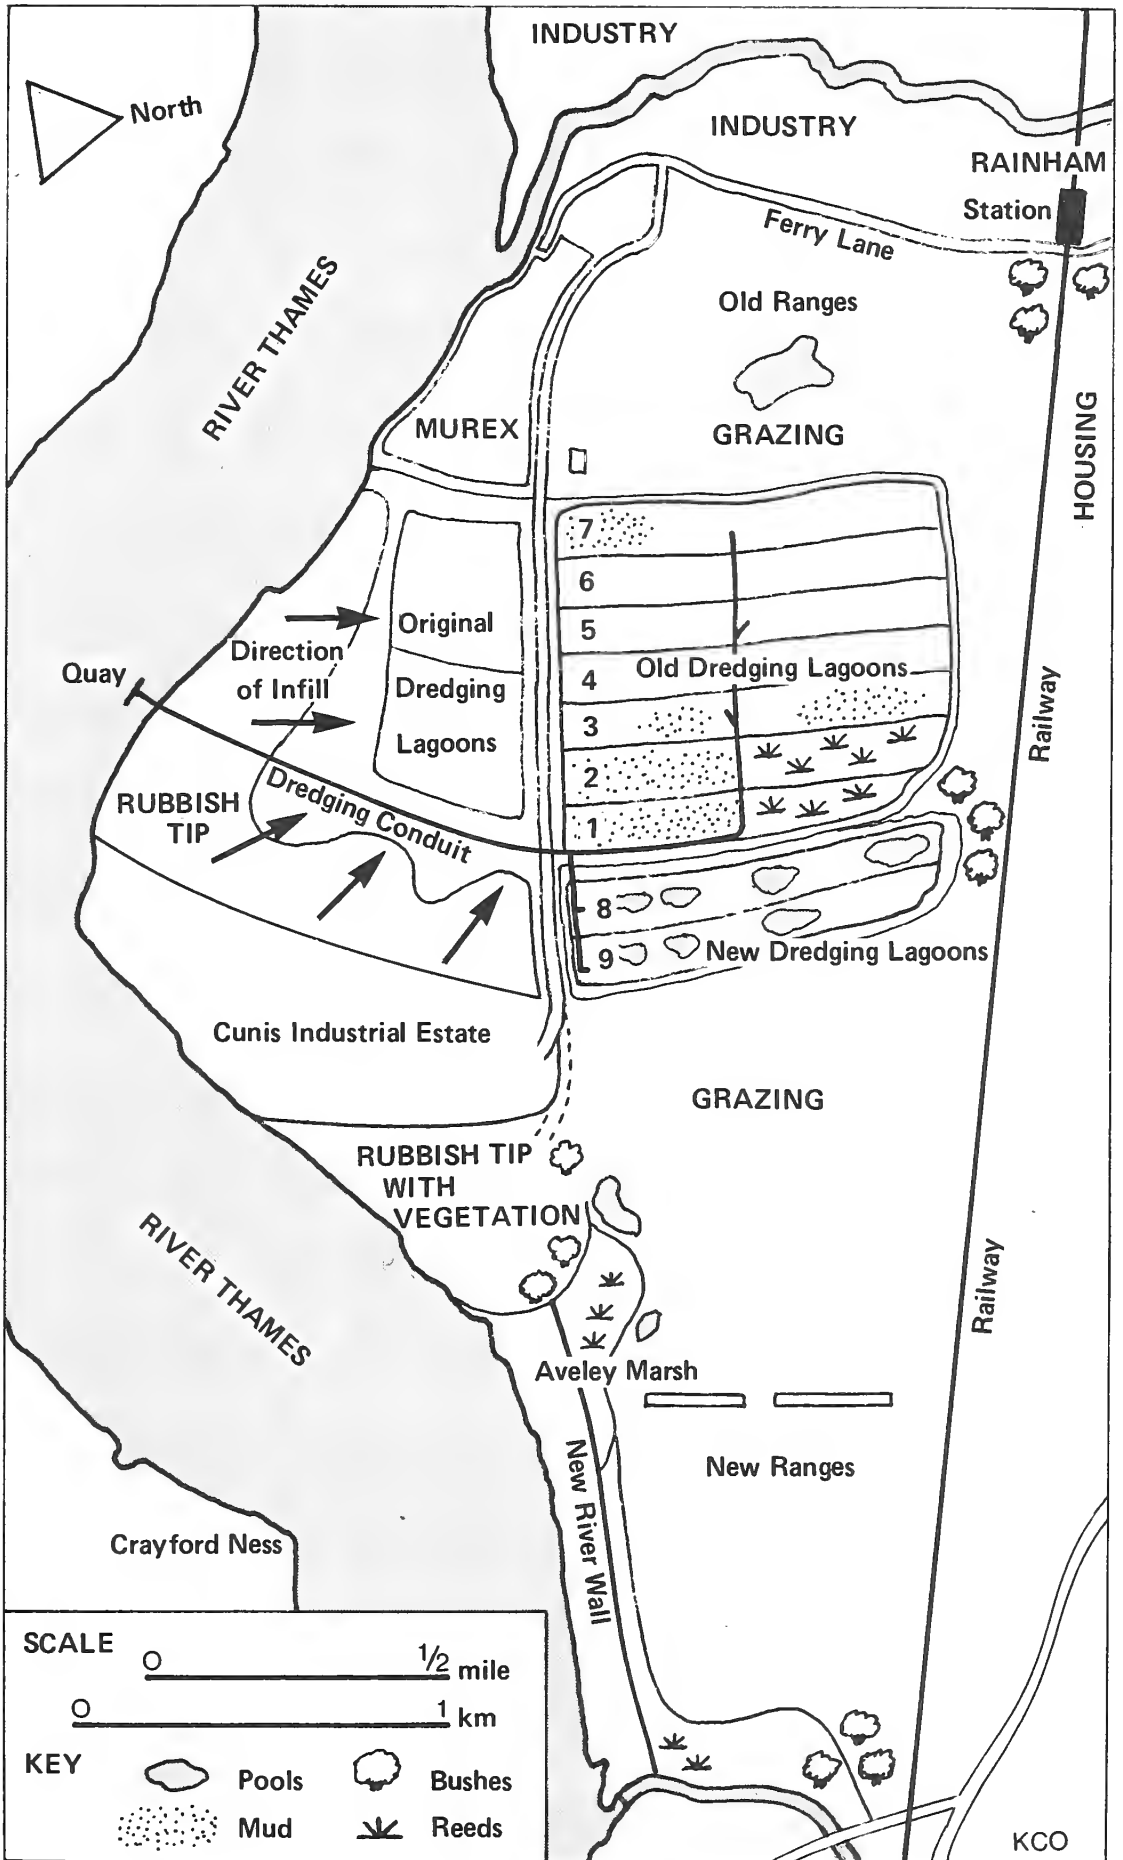 INDUSTRY
North
INDUSTRY
RAINHAM
Station
Ferry Lane
RIVER THAMES
Old Ranges
MUREX
GRAZING
HOUSING
7
6
5
4
3
2
1
Original
Dredging
Lagoons
Direction
of Infill
Quay
Old Dredging Lagoons
Railway
RUBBISH
TIP
Dredging Conduit
8
9
New Dredging Lagoons
Cunis Industrial Estate
GRAZING
RUBBISH TIP
WITH
VEGETATION
RIVER THAMES
Railway
Aveley Marsh
New Ranges
New River Wall
Crayford Ness
SCALE
0 1/2 mile
0 1 km
KEY
Pools
Bushes
Mud
Reeds
KCO